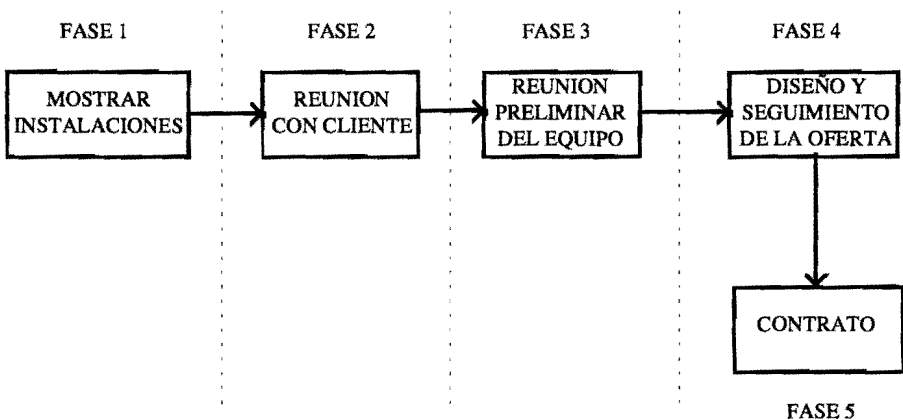 FASE 1
MOSTRAR
INSTALACIONES
FASE 2
REUNION
CON CLIENTE
FASE 3
REUNION
PRELIMINAR
DEL EQUIPO
FASE 4
DISEÑO Y
SEGUIMIENTO
DE LA OFERTA
CONTRATO
FASE 5